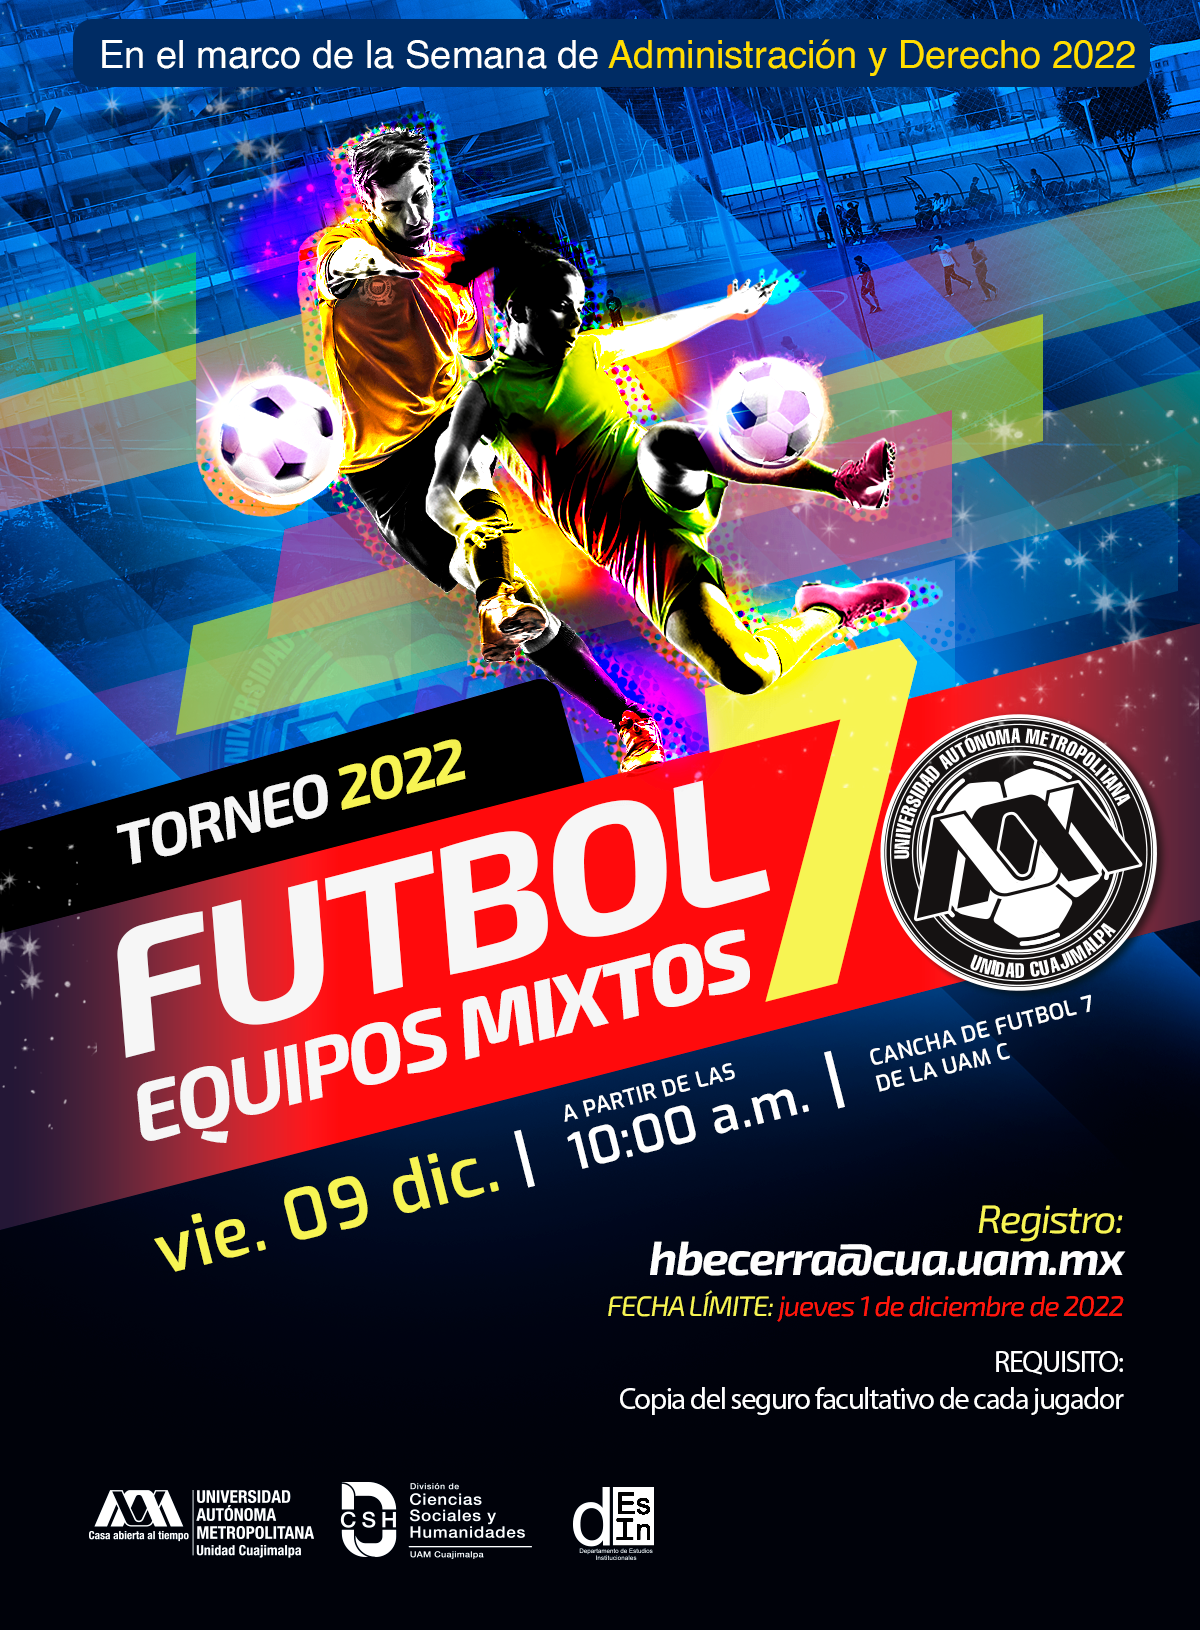 En el marco de la Semana de Administración y Derecho 2022
TORNEO 2022
FUTBOL 7
EQUIPOS MIXTOS
UNIVERSIDAD AUTÓNOMA METROPOLITANA
UNIDAD CUAJIMALPA
vie. 09 dic.
A PARTIR DE LAS
10:00 a.m.
CANCHA DE FUTBOL 7
DE LA UAM C
Registro:
hbecerra@cua.uam.mx
FECHA LÍMITE: jueves 1 de diciembre de 2022
REQUISITO:
Copia del seguro facultativo de cada jugador
Casa abierta al tiempo
UNIVERSIDAD
AUTÓNOMA
METROPOLITANA
Unidad Cuajimalpa
CSH
División de
Ciencias
Sociales y
Humanidades
UAM Cuajimalpa
dEsIn
Departamento de Estudios
Institucionales